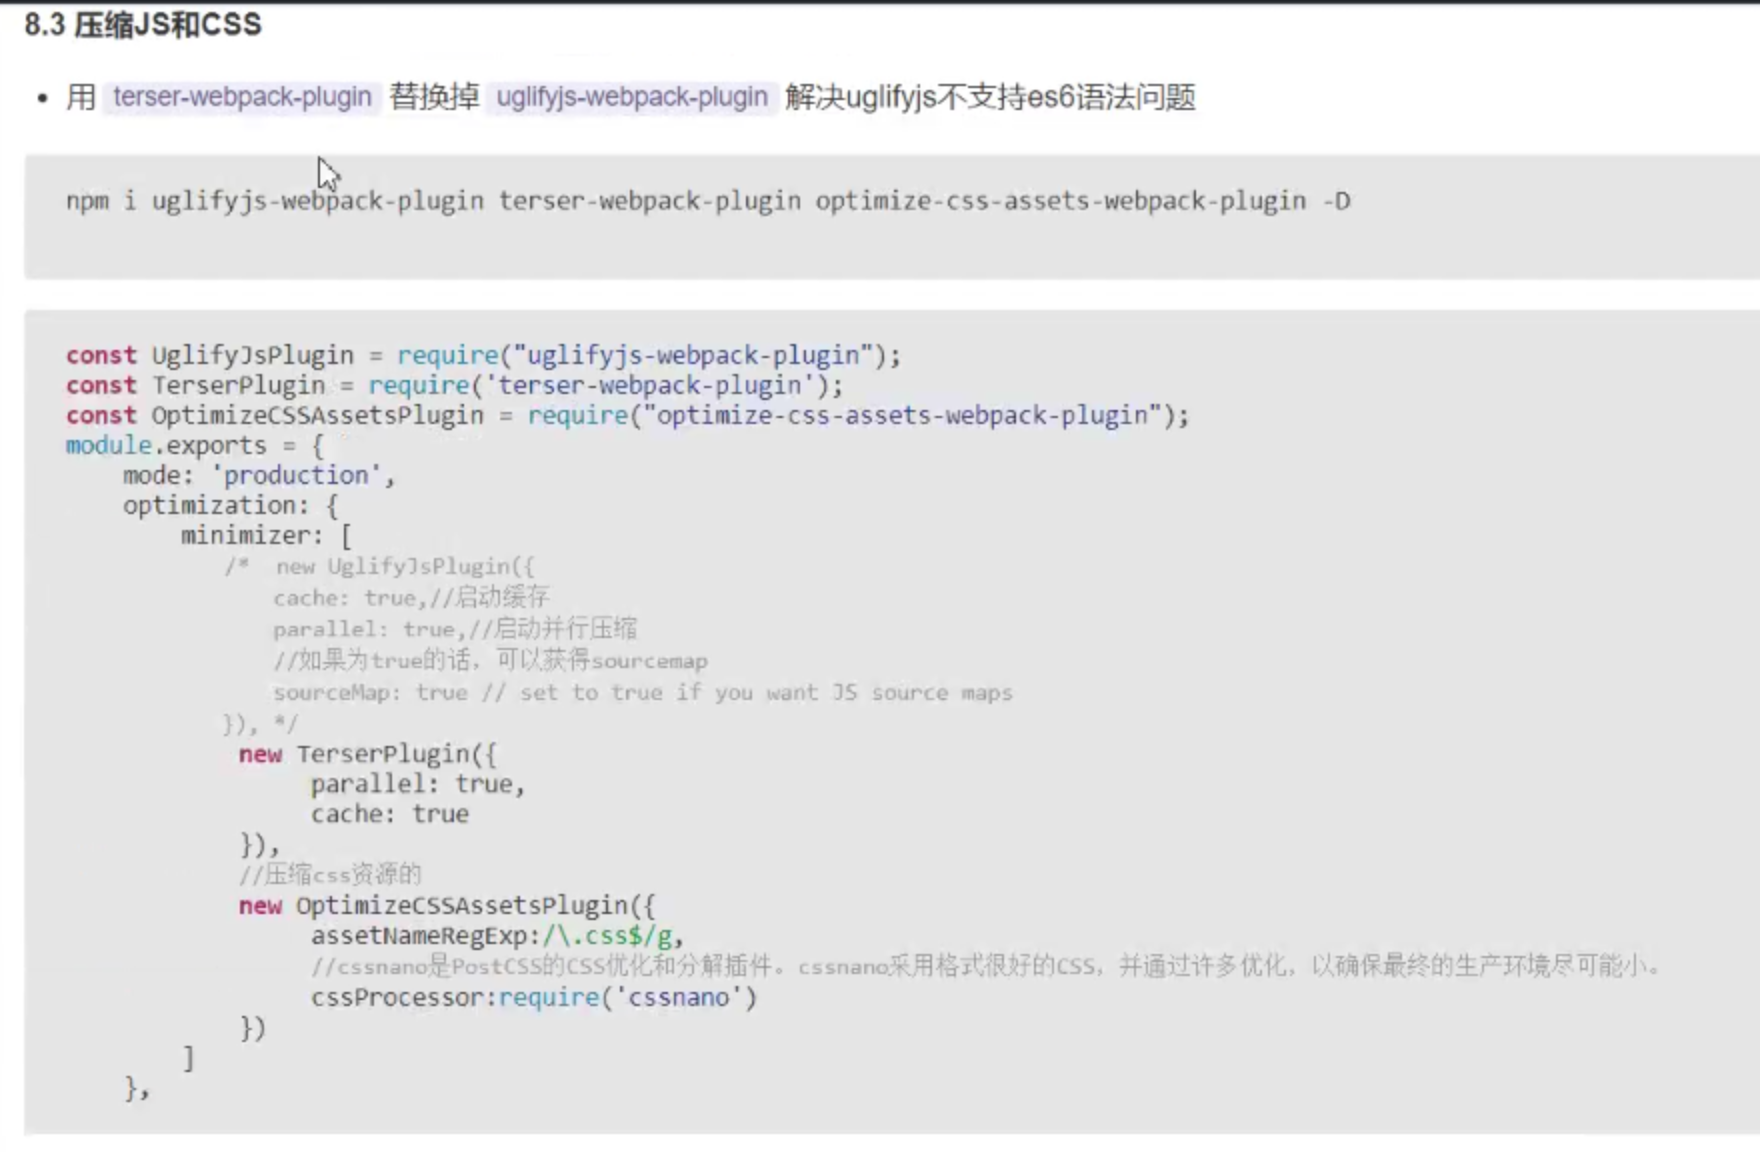 8.3 压缩JS和CSS
• 用 terser-webpack-plugin 替换掉 uglifyjs-webpack-plugin 解决uglifyjs不支持es6语法问题
npm i uglifyjs-webpack-plugin terser-webpack-plugin optimize-css-assets-webpack-plugin -D
const UglifyJsPlugin = require("uglifyjs-webpack-plugin");
const TerserPlugin = require('terser-webpack-plugin');
const OptimizeCSSAssetsPlugin = require("optimize-css-assets-webpack-plugin");
module.exports = {
    mode: 'production',
    optimization: {
        minimizer: [
           /*  new UglifyJsPlugin({
               cache: true,//启动缓存
               parallel: true,//启动并行压缩
               //如果为true的话，可以获得sourcemap
               sourceMap: true // set to true if you want JS source maps
           }), */
            new TerserPlugin({
                 parallel: true,
                 cache: true
            }),
            //压缩css资源的
            new OptimizeCSSAssetsPlugin({
                 assetNameRegExp:/\.css$/g,
                 //cssnano是PostCSS的CSS优化和分解插件。cssnano采用格式很好的CSS，并通过许多优化，以确保最终的生产环境尽可能小。
                 cssProcessor:require('cssnano')
            })
        ]
    },